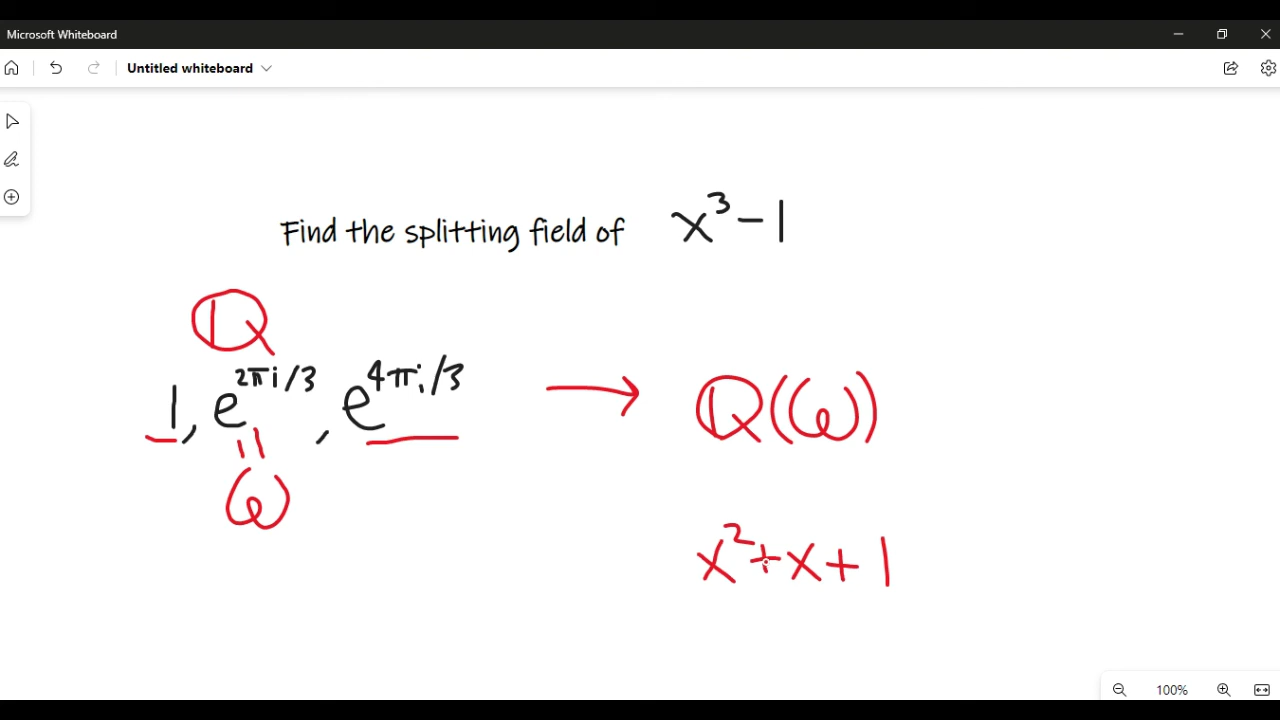 Microsoft Whiteboard
Untitled whiteboard
Find the splitting field of x³ - 1
ℚ
1, e^{2πi/3}, e^{4πi/3} → ℚ(ω)
=
ω
x² + x + 1
100%